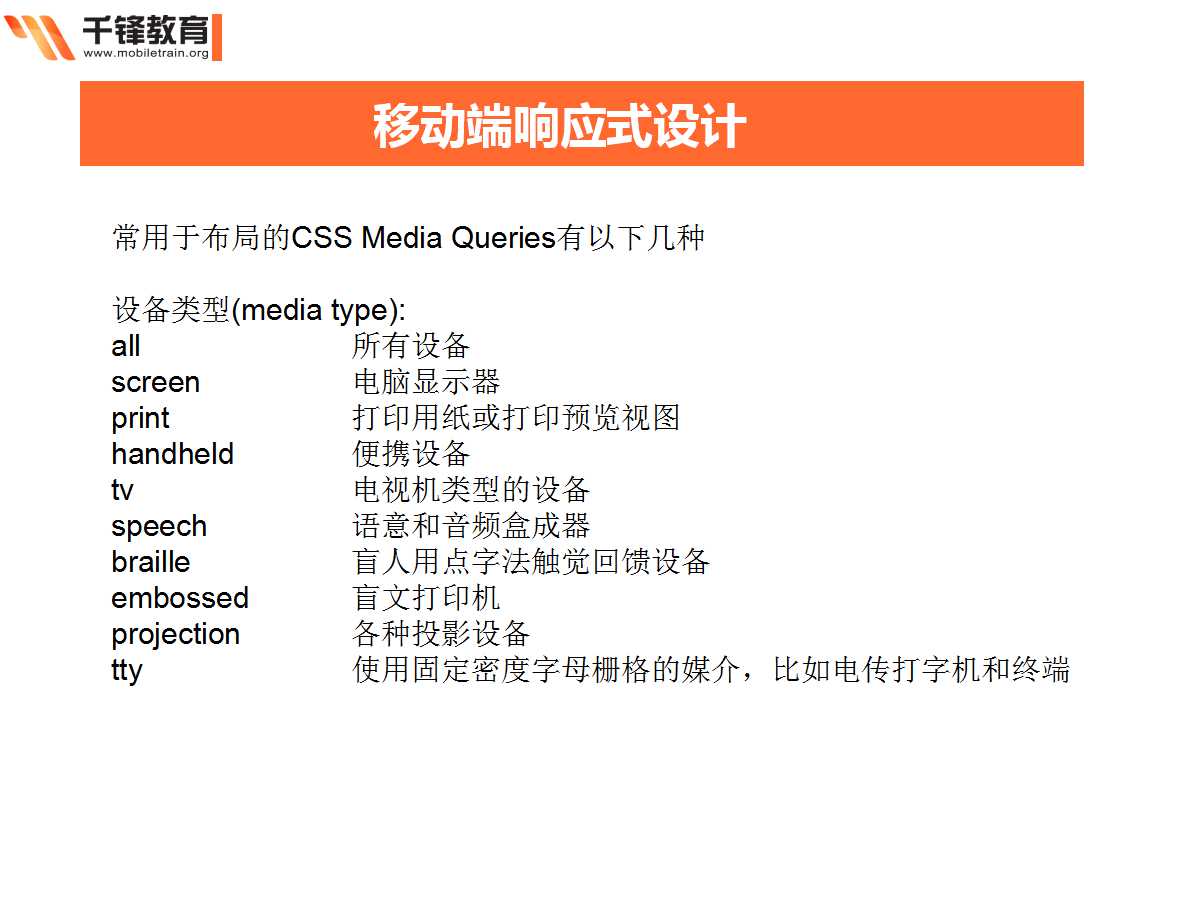 千锋教育
www.mobiletrain.org
移动端响应式设计
常用于布局的CSS Media Queries有以下几种
设备类型(media type):
all 所有设备
screen 电脑显示器
print 打印用纸或打印预览视图
handheld 便携设备
tv 电视机类型的设备
speech 语意和音频盒成器
braille 盲人用点字法触觉回馈设备
embossed 盲文打印机
projection 各种投影设备
tty 使用固定密度字母栅格的媒介，比如电传打字机和终端